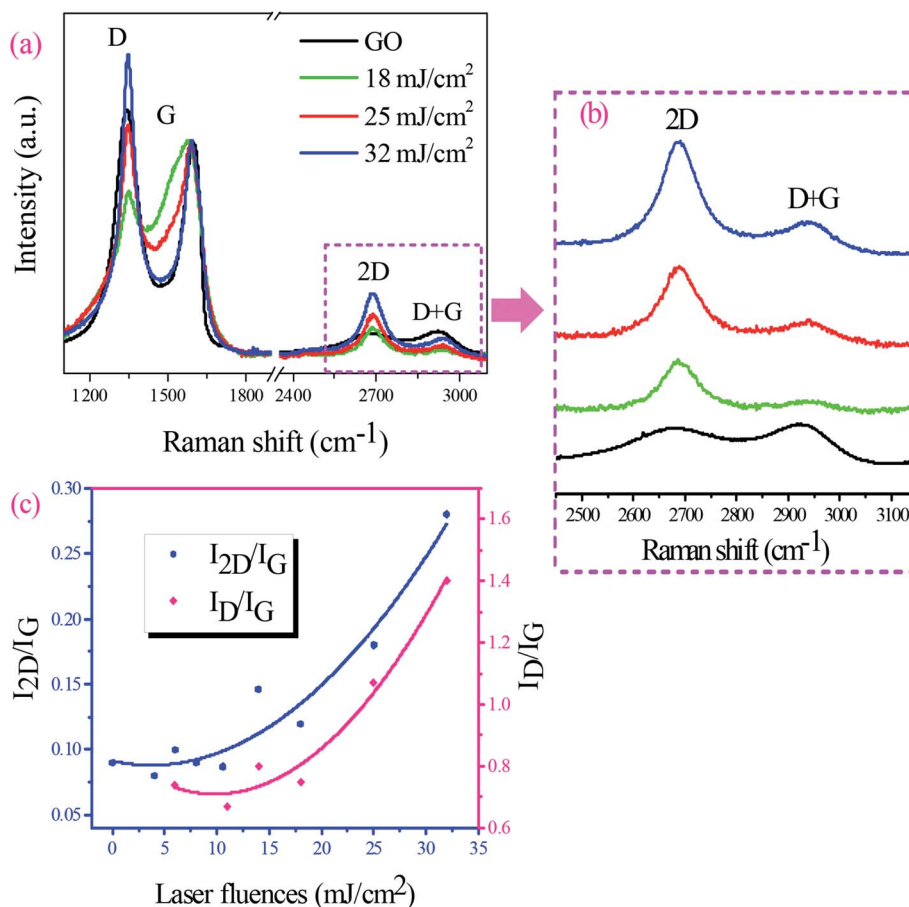 (a)
D
G
GO
18 mJ/cm²
25 mJ/cm²
32 mJ/cm²
2D
D+G
Intensity (a.u.)
1200 1500 1800 2400 2700 3000
Raman shift (cm⁻¹)
(b)
2D
D+G
2500 2600 2700 2800 2900 3000 3100
Raman shift (cm⁻¹)
(c)
I2D/IG
ID/IG
0.30
0.25
0.20
0.15
0.10
0.05
I2D/IG
1.6
1.4
1.2
1.0
0.8
0.6
ID/IG
0 5 10 15 20 25 30 35
Laser fluences (mJ/cm²)